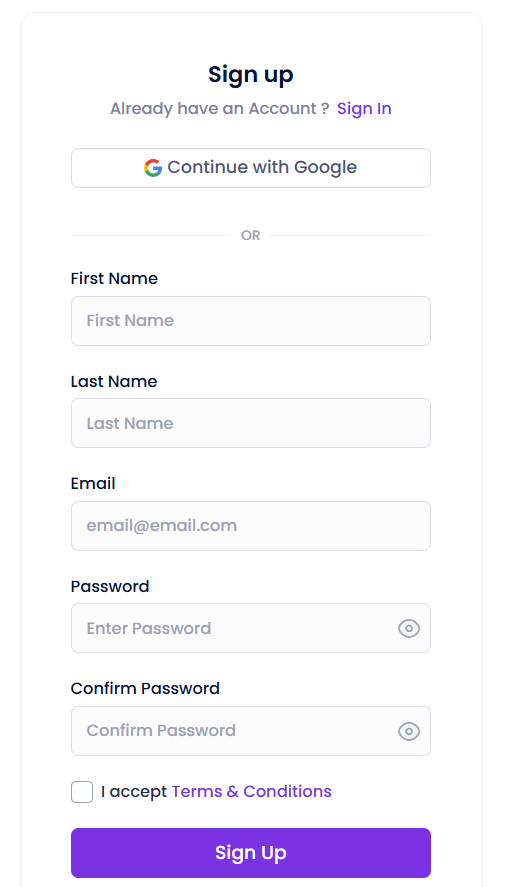 Sign up
Already have an Account ? Sign In
Continue with Google
OR
First Name
First Name
Last Name
Last Name
Email
email@email.com
Password
Enter Password
Confirm Password
Confirm Password
I accept Terms & Conditions
Sign Up